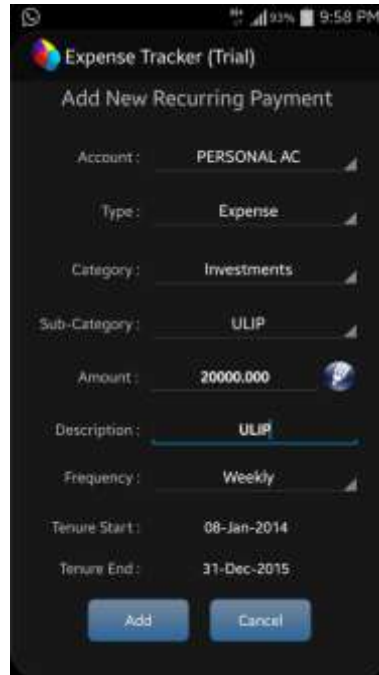 93% 9:58 PM
Expense Tracker (Trial)
Add New Recurring Payment
Account : PERSONAL AC
Type : Expense
Category : Investments
Sub-Category : ULIP
Amount : 20000.000
Description : ULIP
Frequency : Weekly
Tenure Start : 08-Jan-2014
Tenure End : 31-Dec-2015
Add Cancel